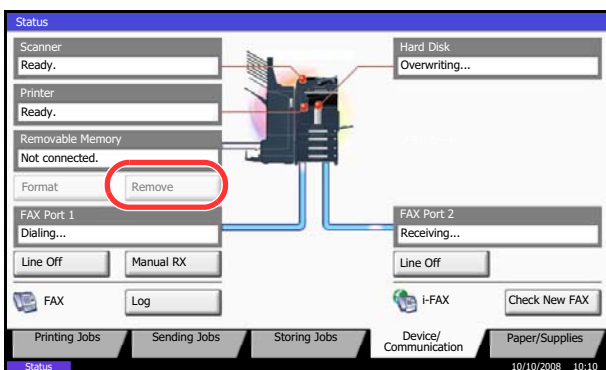 Status
Scanner
Ready.
Hard Disk
Overwriting...
Printer
Ready.
Removable Memory
Not connected.
Format Remove
FAX Port 1
Dialing...
FAX Port 2
Receiving...
Line Off Manual RX Line Off
FAX Log i-FAX Check New FAX
Printing Jobs Sending Jobs Storing Jobs Device/
Communication Paper/Supplies
Status 10/10/2008 10:10